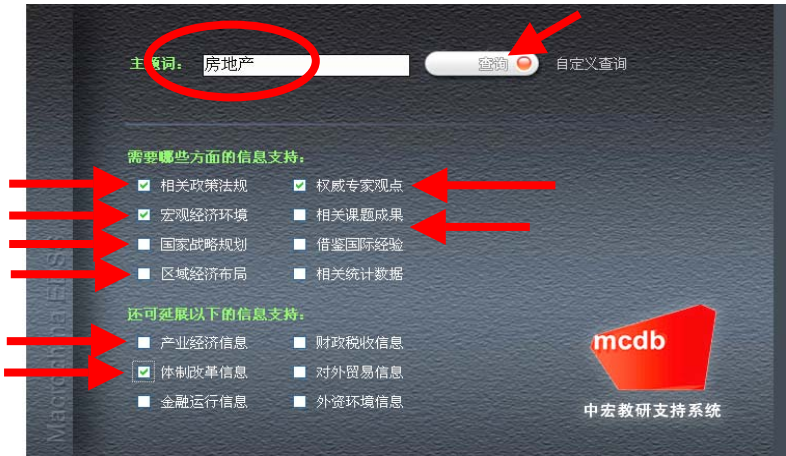 主题词： 房地产 查询 自定义查询
需要哪些方面的信息支持：
相关政策法规 权威专家观点
宏观经济环境 相关课题成果
国家战略规划 借鉴国际经验
区域经济布局 相关统计数据
还可延展以下的信息支持：
产业经济信息 财政税收信息
体制改革信息 对外贸易信息
金融运行信息 外资环境信息
mcdb
中宏教研支持系统